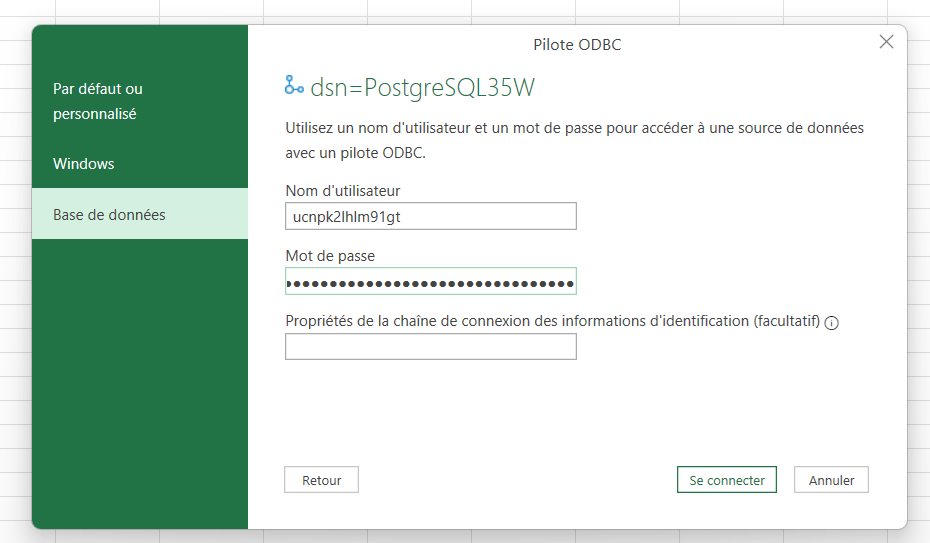 Pilote ODBC
Par défaut ou
personnalisé
Windows
Base de données
dsn=PostgreSQL35W
Utilisez un nom d'utilisateur et un mot de passe pour accéder à une source de données
avec un pilote ODBC.
Nom d'utilisateur
ucnpk2lhlm91gt
Mot de passe
Propriétés de la chaîne de connexion des informations d'identification (facultatif)
Retour
Se connecter
Annuler